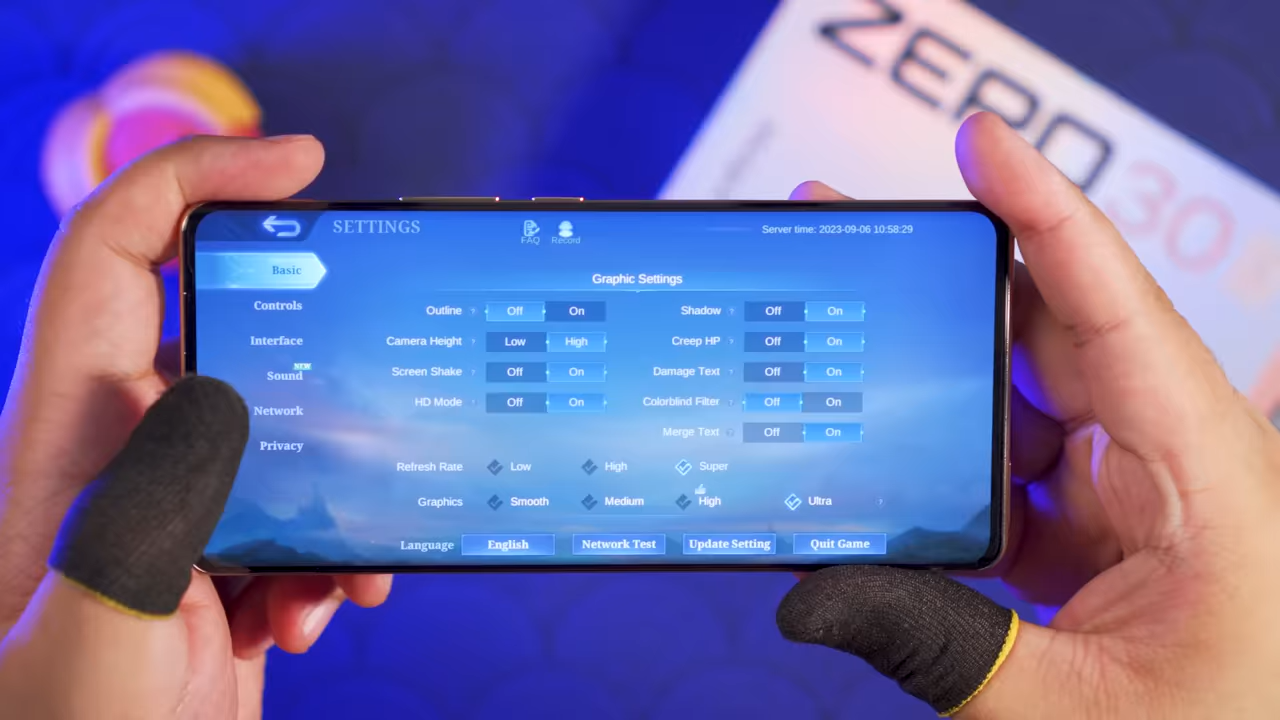 ZERO 30
SETTINGS
FAQ
Record
Server time: 2023-09-06 10:58:29
Basic
Controls
Interface
Sound NEW
Network
Privacy
Graphic Settings
Outline ? Off On
Shadow ? Off On
Camera Height ? Low High
Creep HP ? Off On
Screen Shake ? Off On
Damage Text ? Off On
HD Mode ? Off On
Colorblind Filter ? Off On
Merge Text ? Off On
Refresh Rate Low High Super
Graphics Smooth Medium High Ultra ?
Language English Network Test Update Setting Quit Game